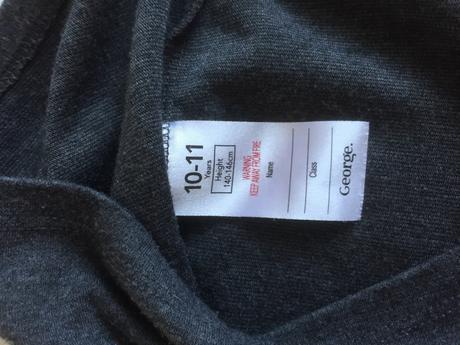 10-11
Years
Height
140-146cm
WARNING
KEEP AWAY FROM FIRE
Name
Class
George.